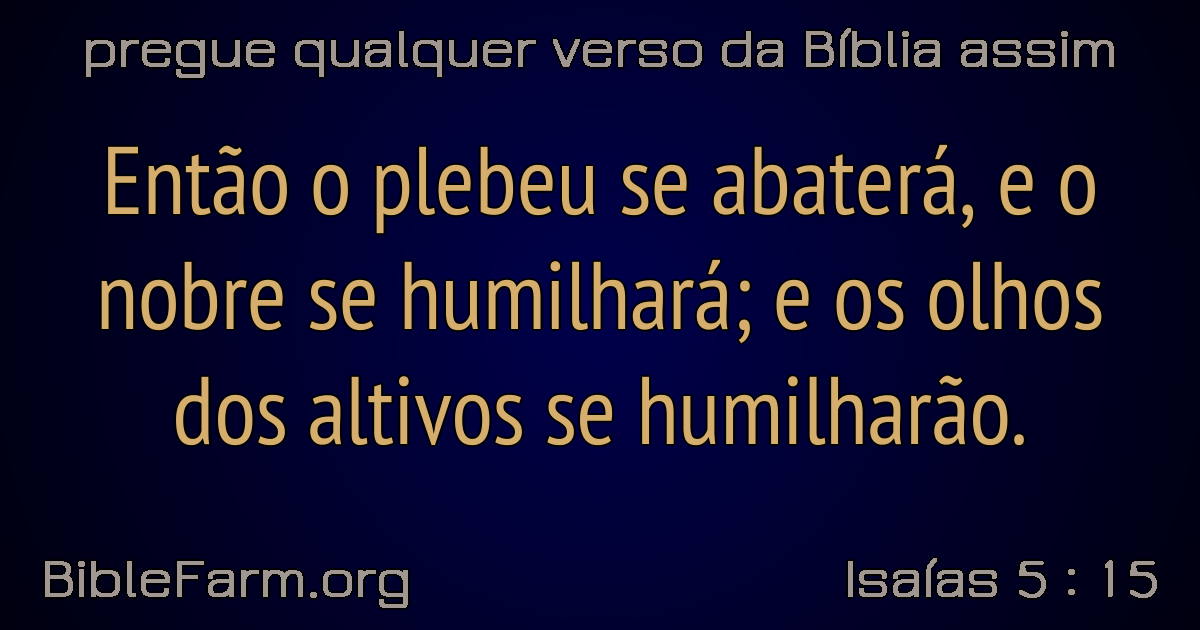 pregue qualquer verso da Bíblia assim
Então o plebeu se abaterá, e o
nobre se humilhará; e os olhos
dos altivos se humilharão.
BibleFarm.org
Isaías 5 : 15